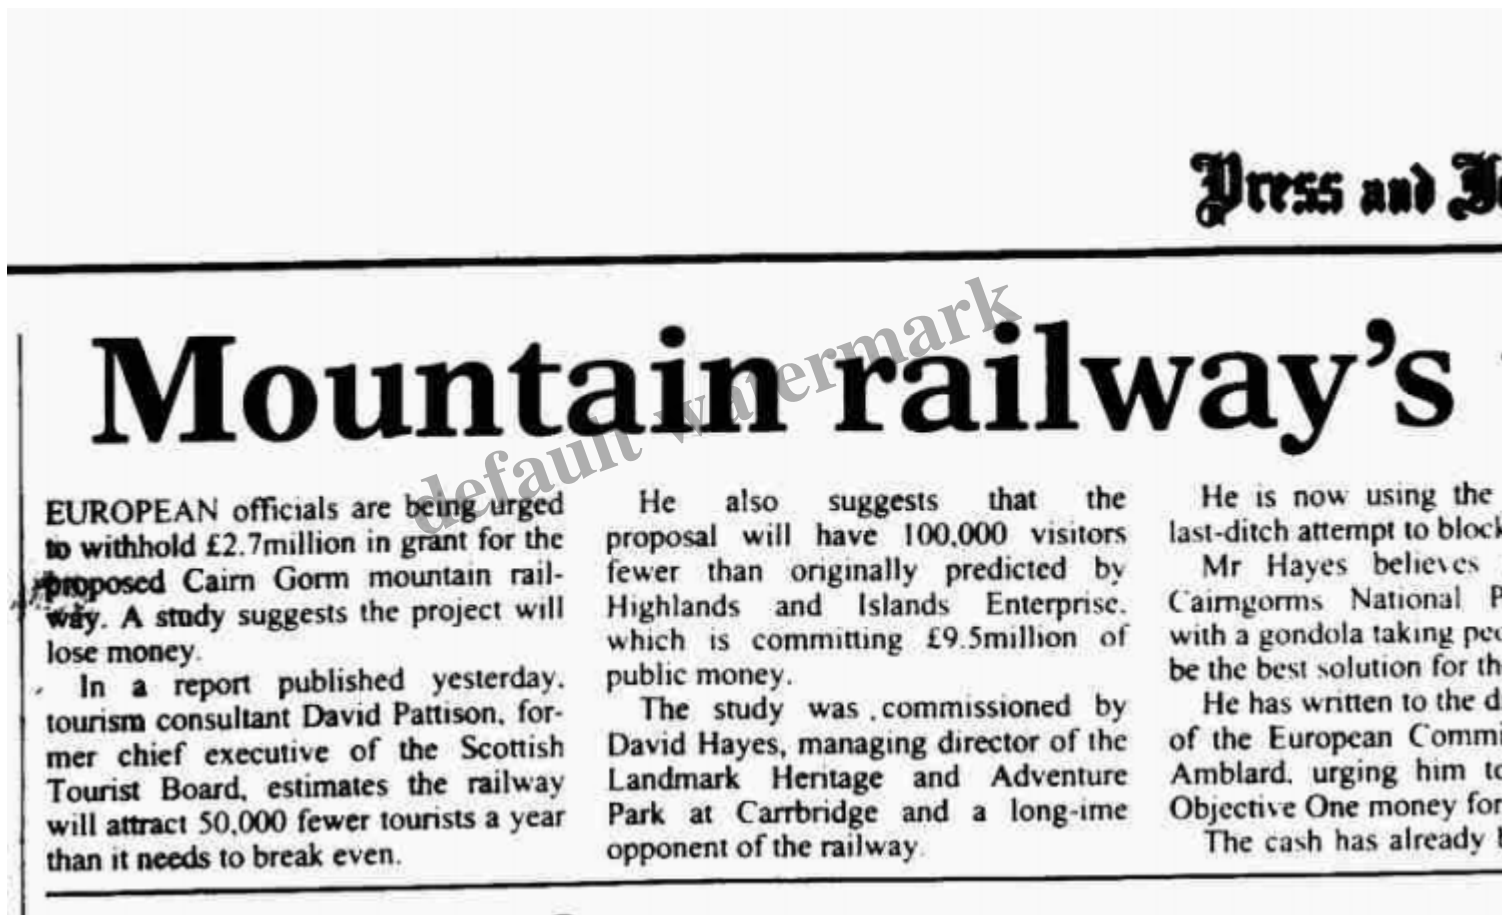 Press and
Mountain railway's
default watermark
EUROPEAN officials are being urged
to withhold £2.7million in grant for the
proposed Cairn Gorm mountain rail-
way. A study suggests the project will
lose money.
In a report published yesterday,
tourism consultant David Pattison, for-
mer chief executive of the Scottish
Tourist Board, estimates the railway
will attract 50,000 fewer tourists a year
than it needs to break even.
He also suggests that the
proposal will have 100,000 visitors
fewer than originally predicted by
Highlands and Islands Enterprise,
which is committing £9.5million of
public money.
The study was commissioned by
David Hayes, managing director of the
Landmark Heritage and Adventure
Park at Carrbridge and a long-ime
opponent of the railway.
He is now using the
last-ditch attempt to block
Mr Hayes believes
Cairngorms National P
with a gondola taking peo
be the best solution for th
He has written to the d
of the European Commi
Amblard, urging him to
Objective One money for
The cash has already b